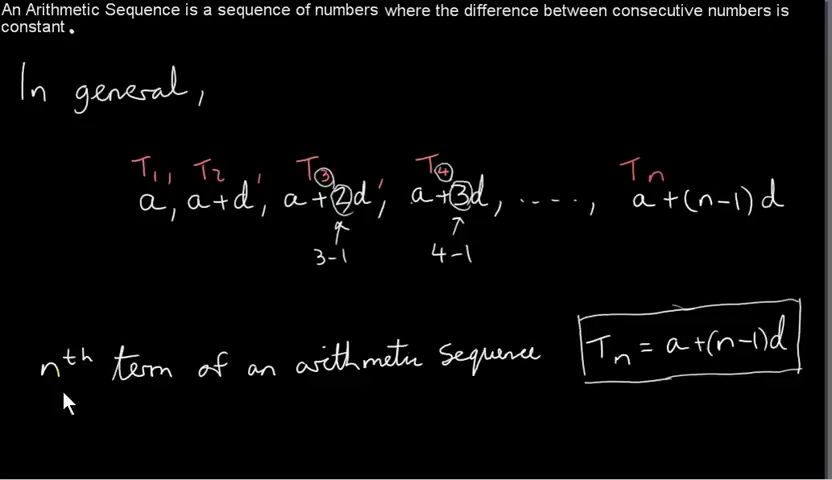 An Arithmetic Sequence is a sequence of numbers where the difference between consecutive numbers is
constant.
In general,
T₁, T₂, T₃, T₄ Tₙ
a, a+d, a+2d, a+3d, ....., a+(n-1)d
3-1 4-1
nᵗʰ term of an arithmetic sequence Tₙ = a+(n-1)d